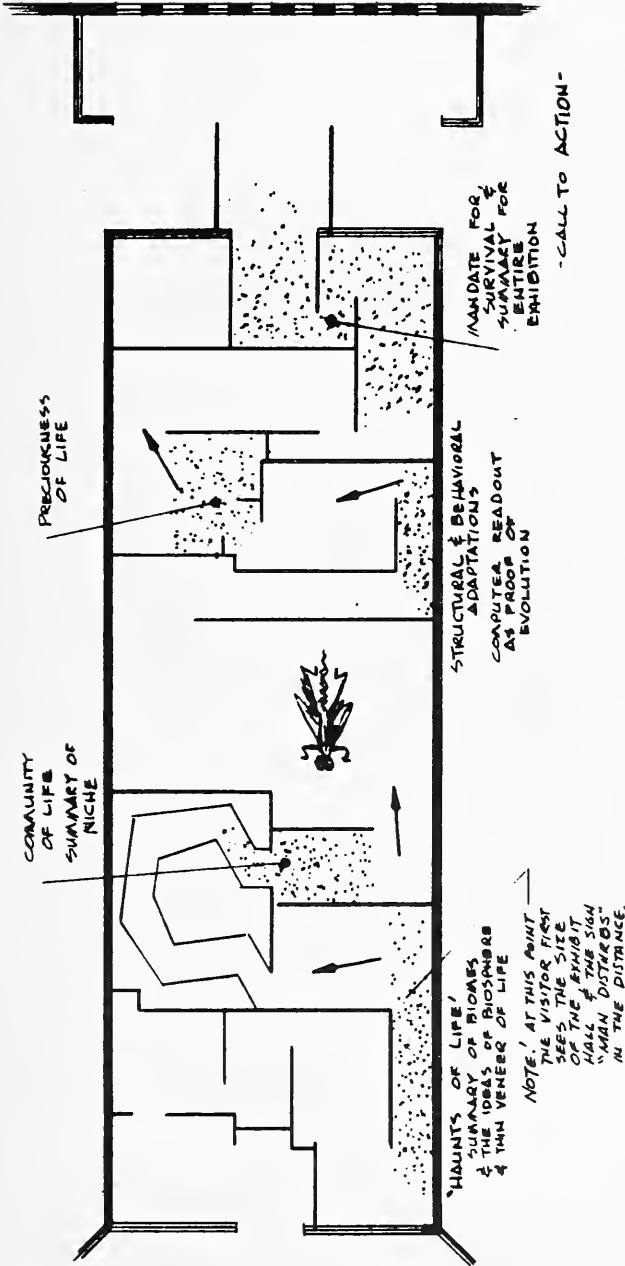 COMMUNITY
OF LIFE
SUMMARY OF
NICHE
PRECIOUSNESS
OF LIFE
'HAUNTS OF LIFE'
SUMMARY OF BIOMES
& THE IDEAS OF BIOSPHERE
& THIN VENEER OF LIFE
NOTE! AT THIS POINT
THE VISITOR FIRST
SEES THE SIZE
OF THE EXHIBIT
HALL & THE SIGN
"MAN DISTURBS"
IN THE DISTANCE.
STRUCTURAL & BEHAVIORAL
ADAPTATIONS
COMPUTER READOUT
AS PROOF OF
EVOLUTION
MANDATE FOR
SURVIVAL &
SUMMARY FOR
ENTIRE
EXHIBITION
-CALL TO ACTION-